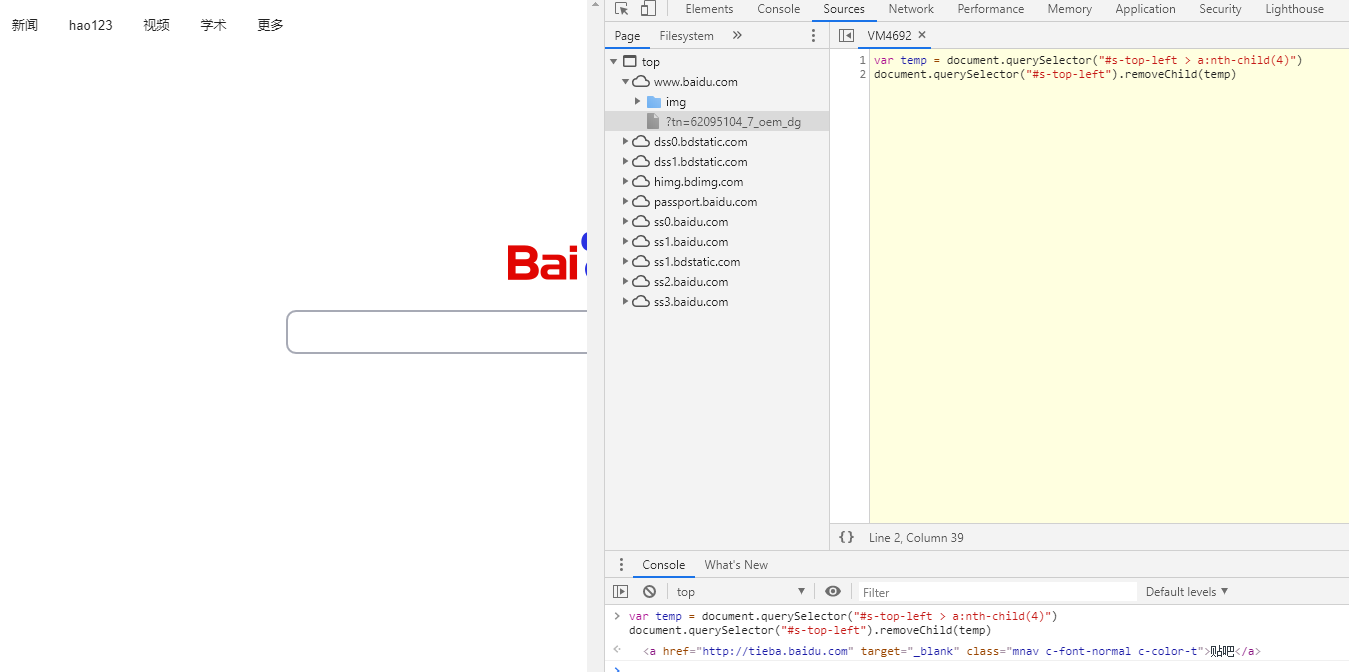 新闻 hao123 视频 学术 更多
Bai
Elements Console Sources Network Performance Memory Application Security Lighthouse
Page Filesystem »
VM4692 ×
top
www.baidu.com
img
?tn=62095104_7_oem_dg
dss0.bdstatic.com
dss1.bdstatic.com
himg.bdimg.com
passport.baidu.com
ss0.baidu.com
ss1.baidu.com
ss1.bdstatic.com
ss2.baidu.com
ss3.baidu.com
1 var temp = document.querySelector("#s-top-left > a:nth-child(4)")
2 document.querySelector("#s-top-left").removeChild(temp)
{} Line 2, Column 39
Console What's New
top Filter Default levels
> var temp = document.querySelector("#s-top-left > a:nth-child(4)")
document.querySelector("#s-top-left").removeChild(temp)
<a href="http://tieba.baidu.com" target="_blank" class="mnav c-font-normal c-color-t">贴吧</a>